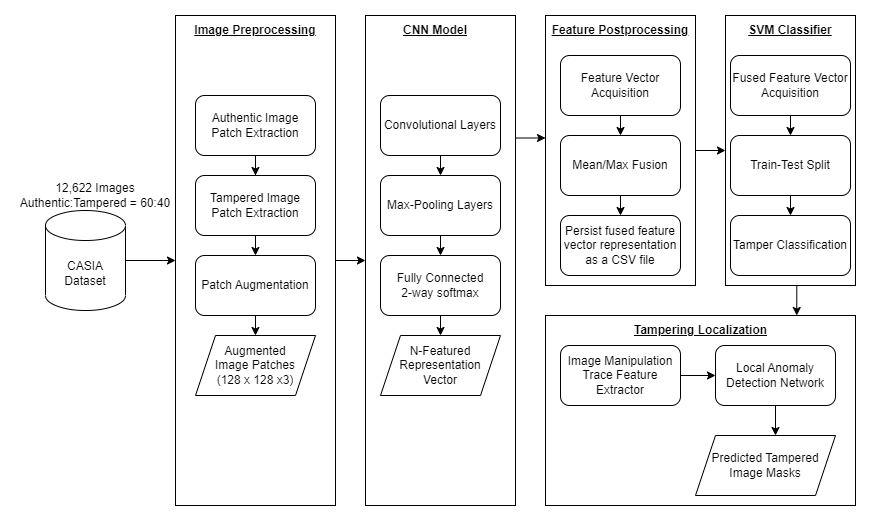 12,622 Images
Authentic:Tampered = 60:40
CASIA
Dataset
Image Preprocessing
Authentic Image
Patch Extraction
Tampered Image
Patch Extraction
Patch Augmentation
Augmented
Image Patches
(128 x 128 x3)
CNN Model
Convolutional Layers
Max-Pooling Layers
Fully Connected
2-way softmax
N-Featured
Representation
Vector
Feature Postprocessing
Feature Vector
Acquisition
Mean/Max Fusion
Persist fused feature
vector representation
as a CSV file
SVM Classifier
Fused Feature Vector
Acquisition
Train-Test Split
Tamper Classification
Tampering Localization
Image Manipulation
Trace Feature
Extractor
Local Anomaly
Detection Network
Predicted Tampered
Image Masks